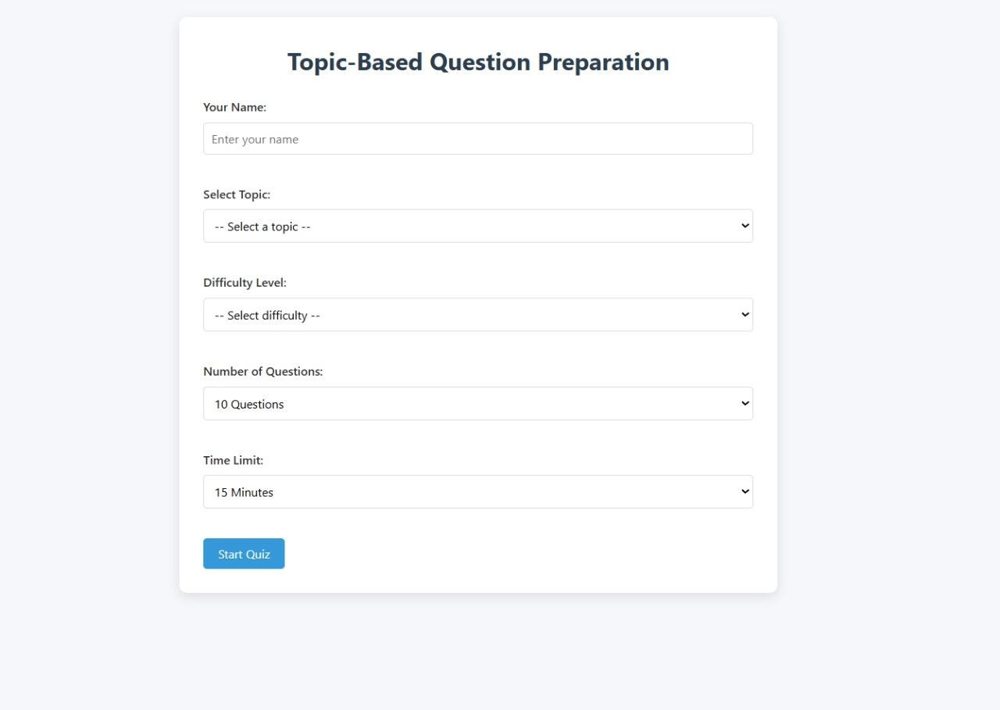 Topic-Based Question Preparation
Your Name:
Enter your name
Select Topic:
-- Select a topic --
Difficulty Level:
-- Select difficulty --
Number of Questions:
10 Questions
Time Limit:
15 Minutes
Start Quiz